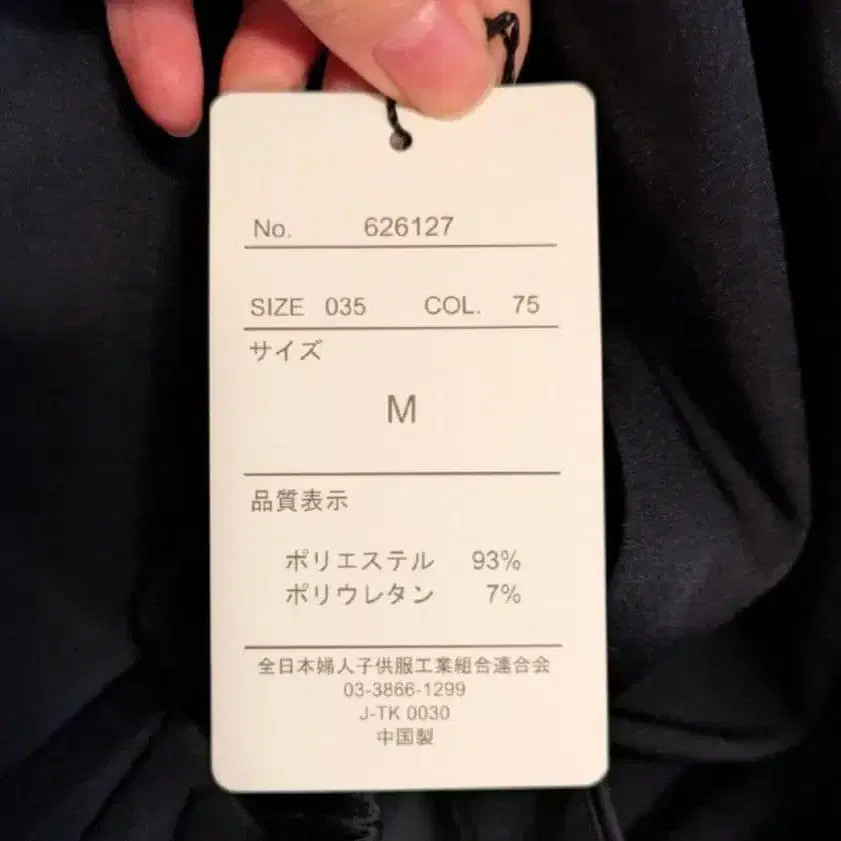 No. 626127
SIZE 035 COL. 75
サイズ
M
品質表示
ポリエステル 93%
ポリウレタン 7%
全日本婦人子供服工業組合連合会
03-3866-1299
J-TK 0030
中国製